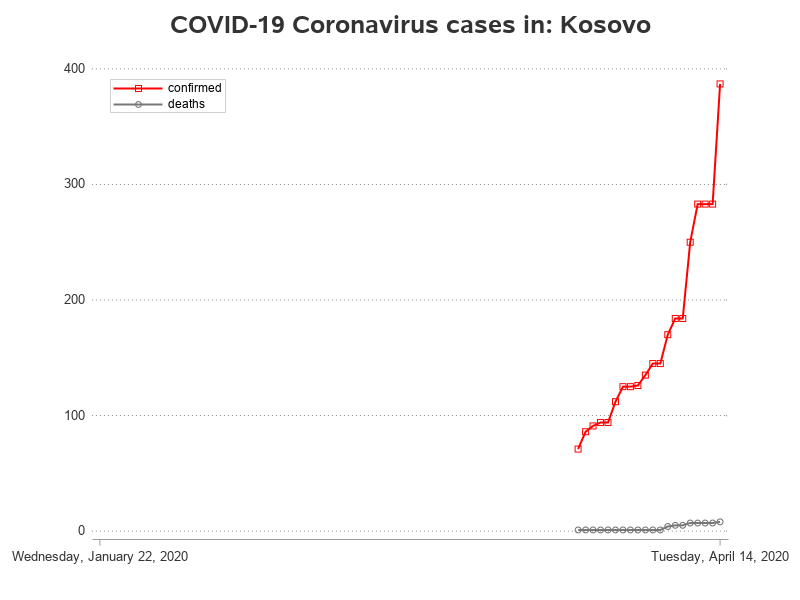 COVID-19 Coronavirus cases in: Kosovo
400
confirmed
deaths
300
200
100
0
Wednesday, January 22, 2020 Tuesday, April 14, 2020